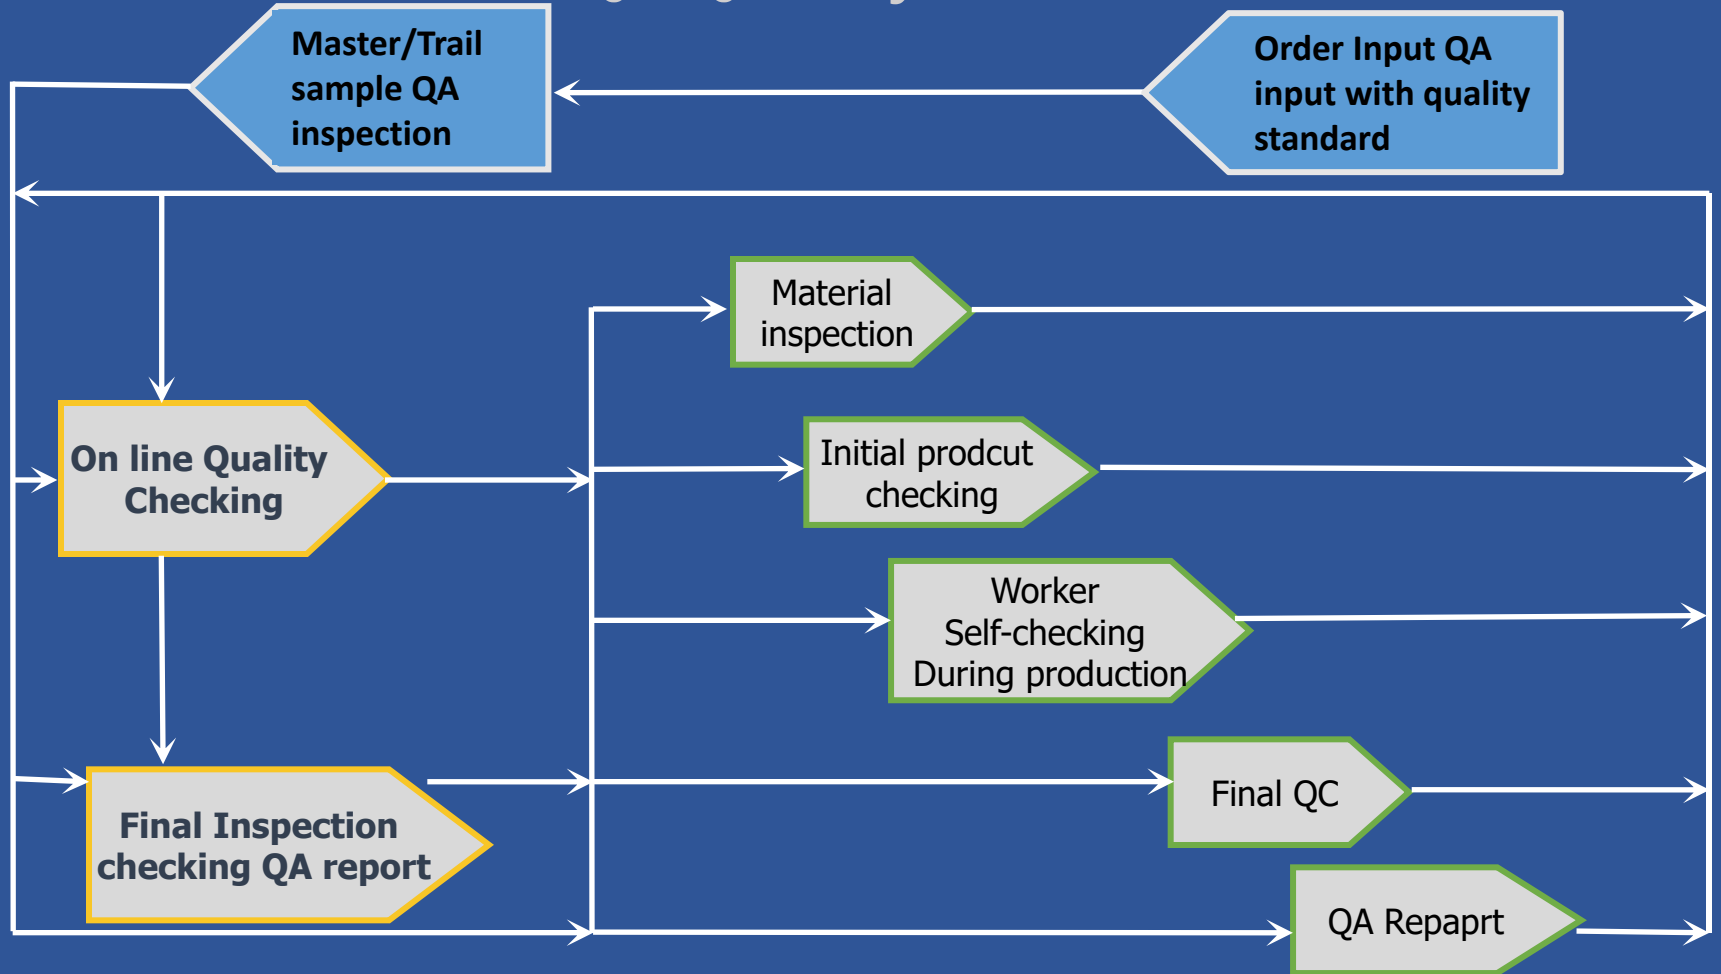 Master/Trail
sample QA
inspection
Order Input QA
input with quality
standard
Material
inspection
On line Quality
Checking
Initial prodcut
checking
Worker
Self-checking
During production
Final Inspection
checking QA report
Final QC
QA Repaprt